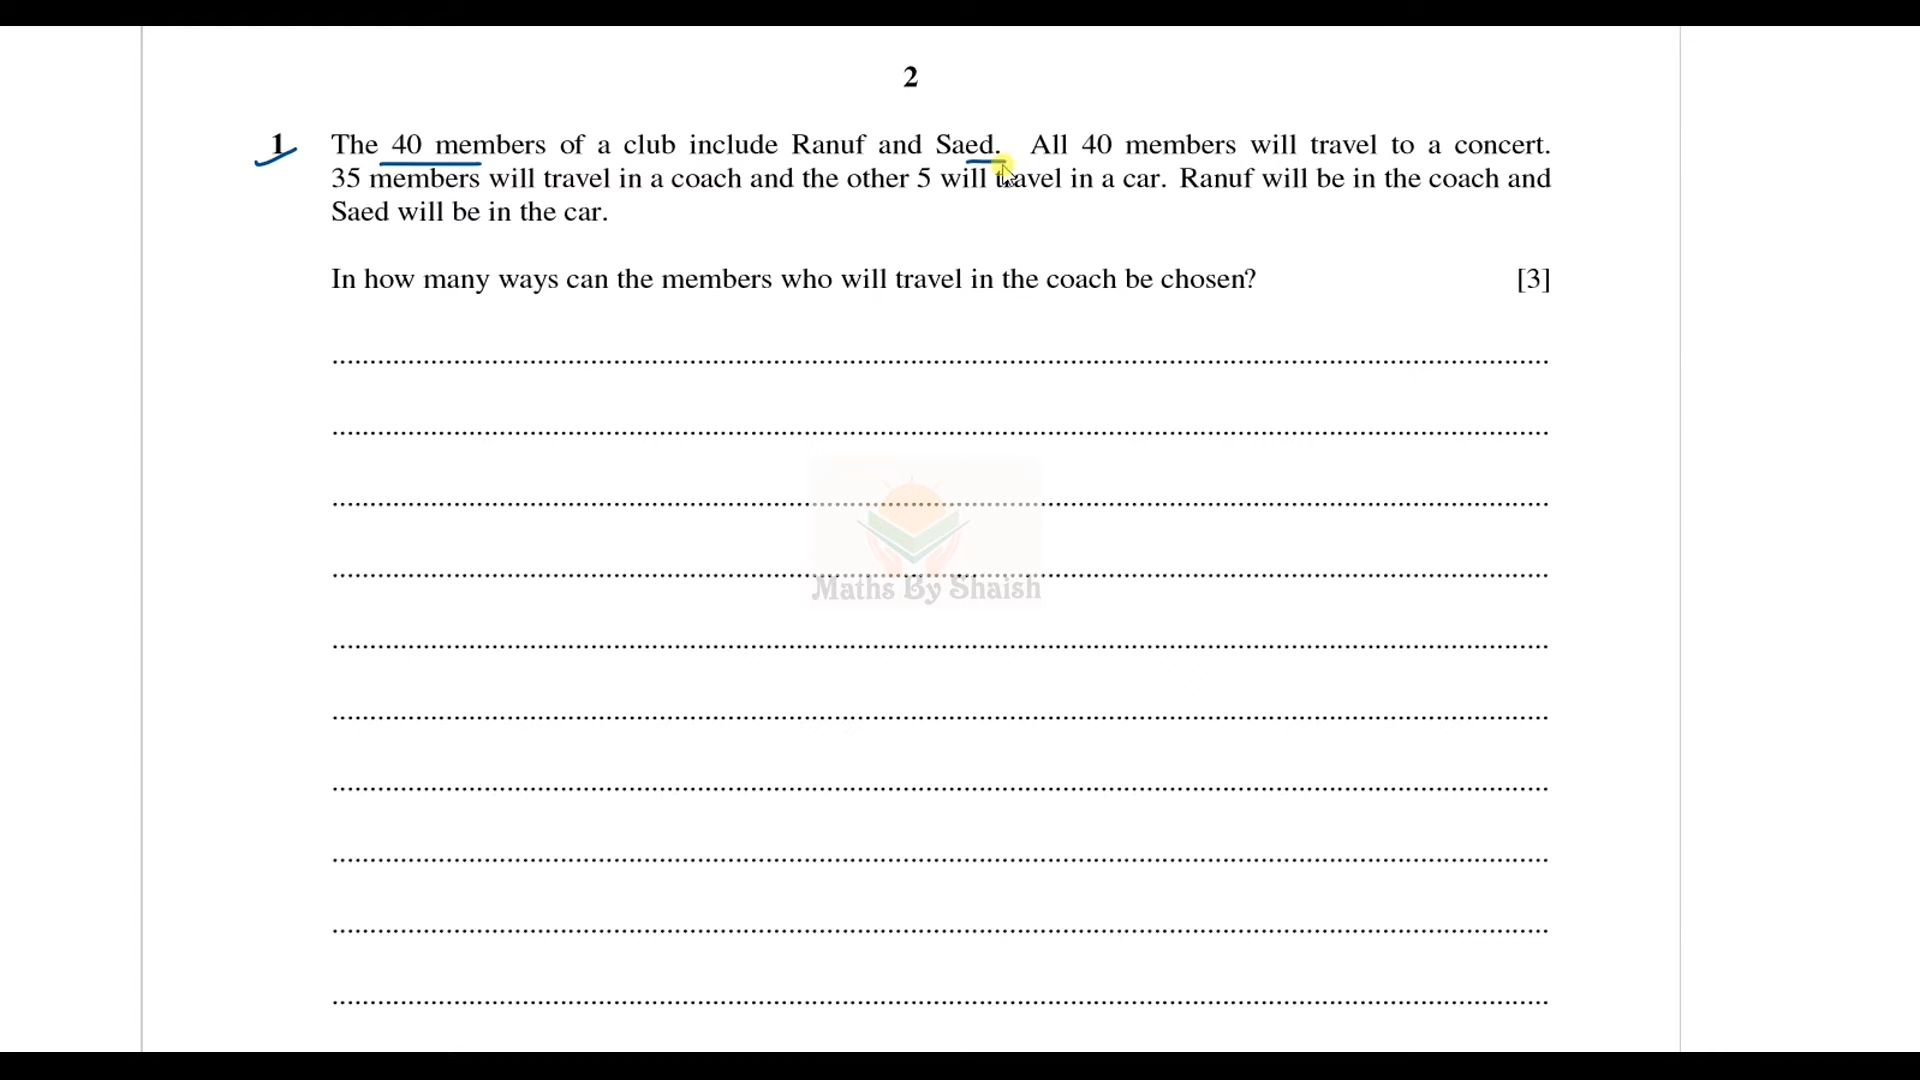 2
1 The 40 members of a club include Ranuf and Saed. All 40 members will travel to a concert.
35 members will travel in a coach and the other 5 will travel in a car. Ranuf will be in the coach and
Saed will be in the car.
In how many ways can the members who will travel in the coach be chosen? [3]
Maths By Shaish